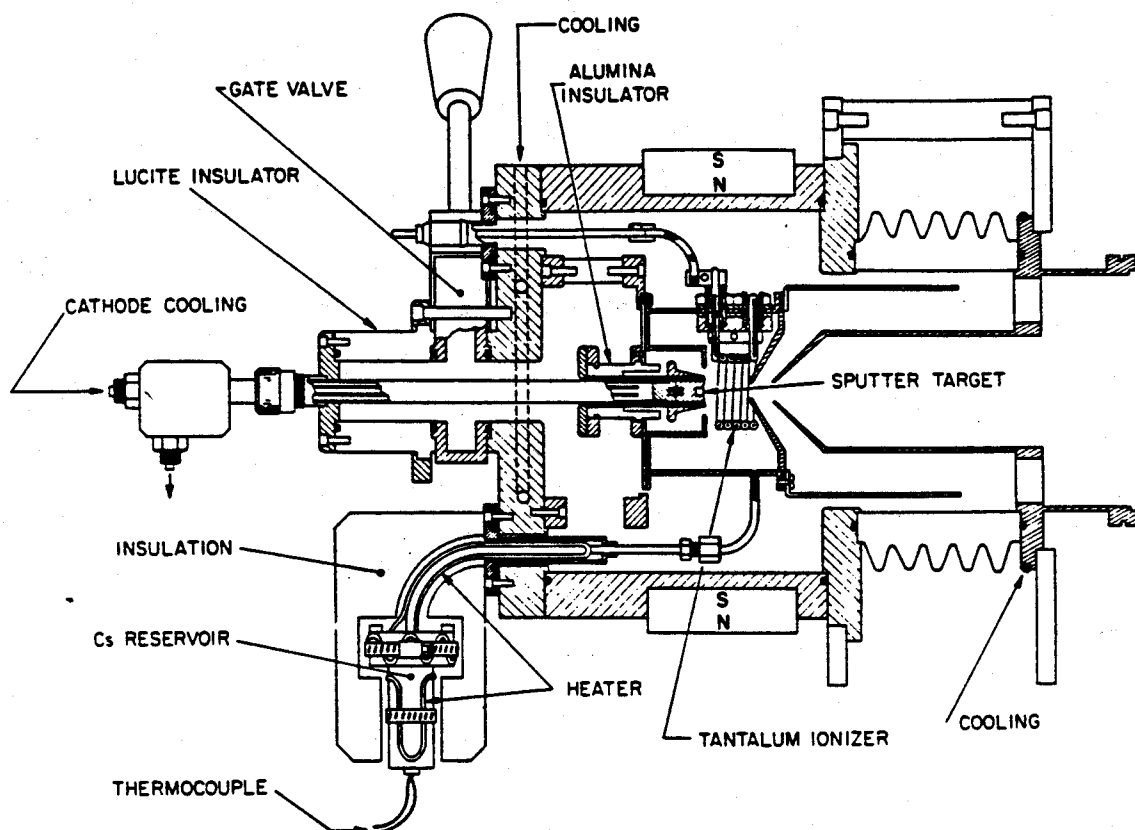 COOLING
ALUMINA
INSULATOR
GATE VALVE
LUCITE INSULATOR
S
N
CATHODE COOLING
SPUTTER TARGET
INSULATION
S
N
Cs RESERVOIR
HEATER
COOLING
TANTALUM IONIZER
THERMOCOUPLE